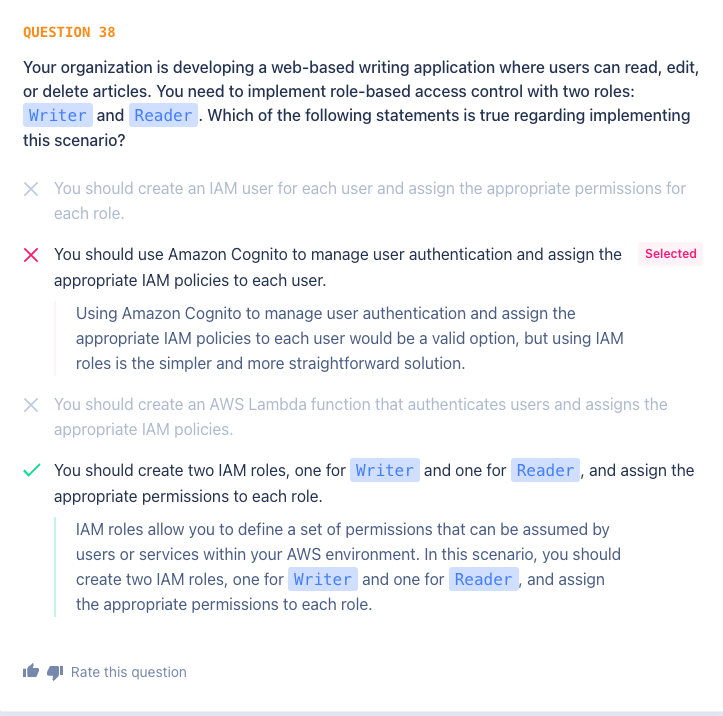 QUESTION 38
Your organization is developing a web-based writing application where users can read, edit,
or delete articles. You need to implement role-based access control with two roles:
Writer and Reader. Which of the following statements is true regarding implementing
this scenario?
You should create an IAM user for each user and assign the appropriate permissions for
each role.
You should use Amazon Cognito to manage user authentication and assign the Selected
appropriate IAM policies to each user.
Using Amazon Cognito to manage user authentication and assign the
appropriate IAM policies to each user would be a valid option, but using IAM
roles is the simpler and more straightforward solution.
You should create an AWS Lambda function that authenticates users and assigns the
appropriate IAM policies.
You should create two IAM roles, one for Writer and one for Reader, and assign the
appropriate permissions to each role.
IAM roles allow you to define a set of permissions that can be assumed by
users or services within your AWS environment. In this scenario, you should
create two IAM roles, one for Writer and one for Reader, and assign
the appropriate permissions to each role.
Rate this question